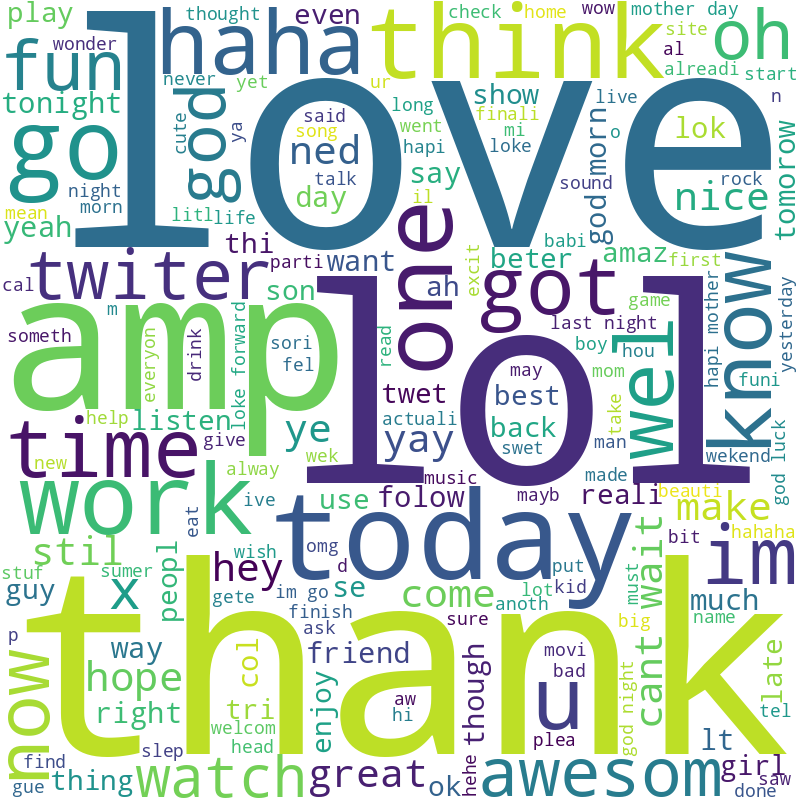 play
thought
haha
even
check
home
wow
mother day
oh
wonder
think
site
al
fun
love
never
yet
ur
alreadi
start
tonight
god
cute
ya
long
show
finali
live
n
said
song
went
mi
o
lok
tomorow
go
ned
hapi
loke
god morn
night
talk
say
sound
rock
mean
morn
day
il
nice
yeah
litl
life
thi
one
babi
twiter
parti
want
beter
amaz
first
cal
son
ah
excit
got
know
yesterday
m
amp
game
someth
everyon
drink
loke forward
sori
read
lol
last night
hapi mother
fel
boy
hou
wel
funi
may
mom
twet
best
help
listen
ye
actuali
back
take
time
give
yay
swet
man
wekend
god luck
new
alway
wek
music
work
ive
use
folow
mayb
made
reali
beauti
make
eat
today
hahaha
stil
wish
omg
d
put
bit
im
stuf
sumer
hey
im go
se
come
lot
kid
wait
must
guy
x
peopl
gete
finish
anoth
much
name
p
thank
ask
sure
big
way
friend
movi
now
hope
col
enjoy
aw
bad
cant
late
right
tri
hi
u
though
welcom
god night
tel
head
plea
lt
find
slep
hehe
girl
gue
thing
watch
great
ok
awesom
saw
done